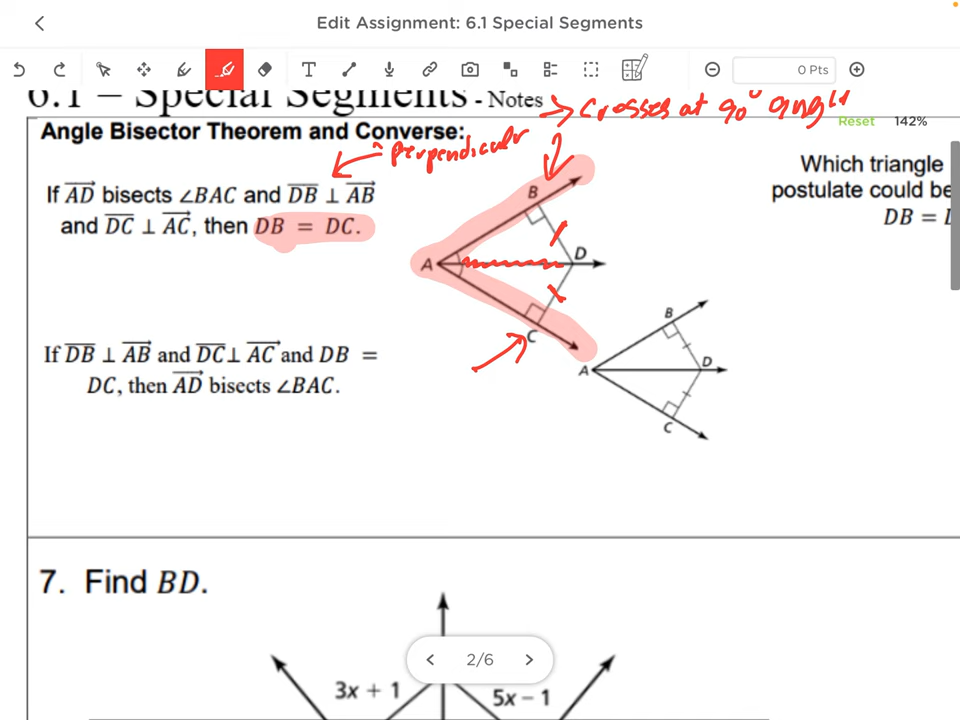 Edit Assignment: 6.1 Special Segments
T
0 Pts
6.1 – Special Segments - Notes
→ crosses at 90° angle
Reset 142%
Angle Bisector Theorem and Converse:
perpendicular
If AD bisects ∠BAC and DB ⊥ AB
and DC ⊥ AC, then DB = DC.
B
A
D
C
Which triangle
postulate could be
DB =
If DB ⊥ AB and DC⊥ AC and DB =
DC, then AD bisects ∠BAC.
B
A
D
C
7. Find BD.
2/6
3x + 1
5x – 1